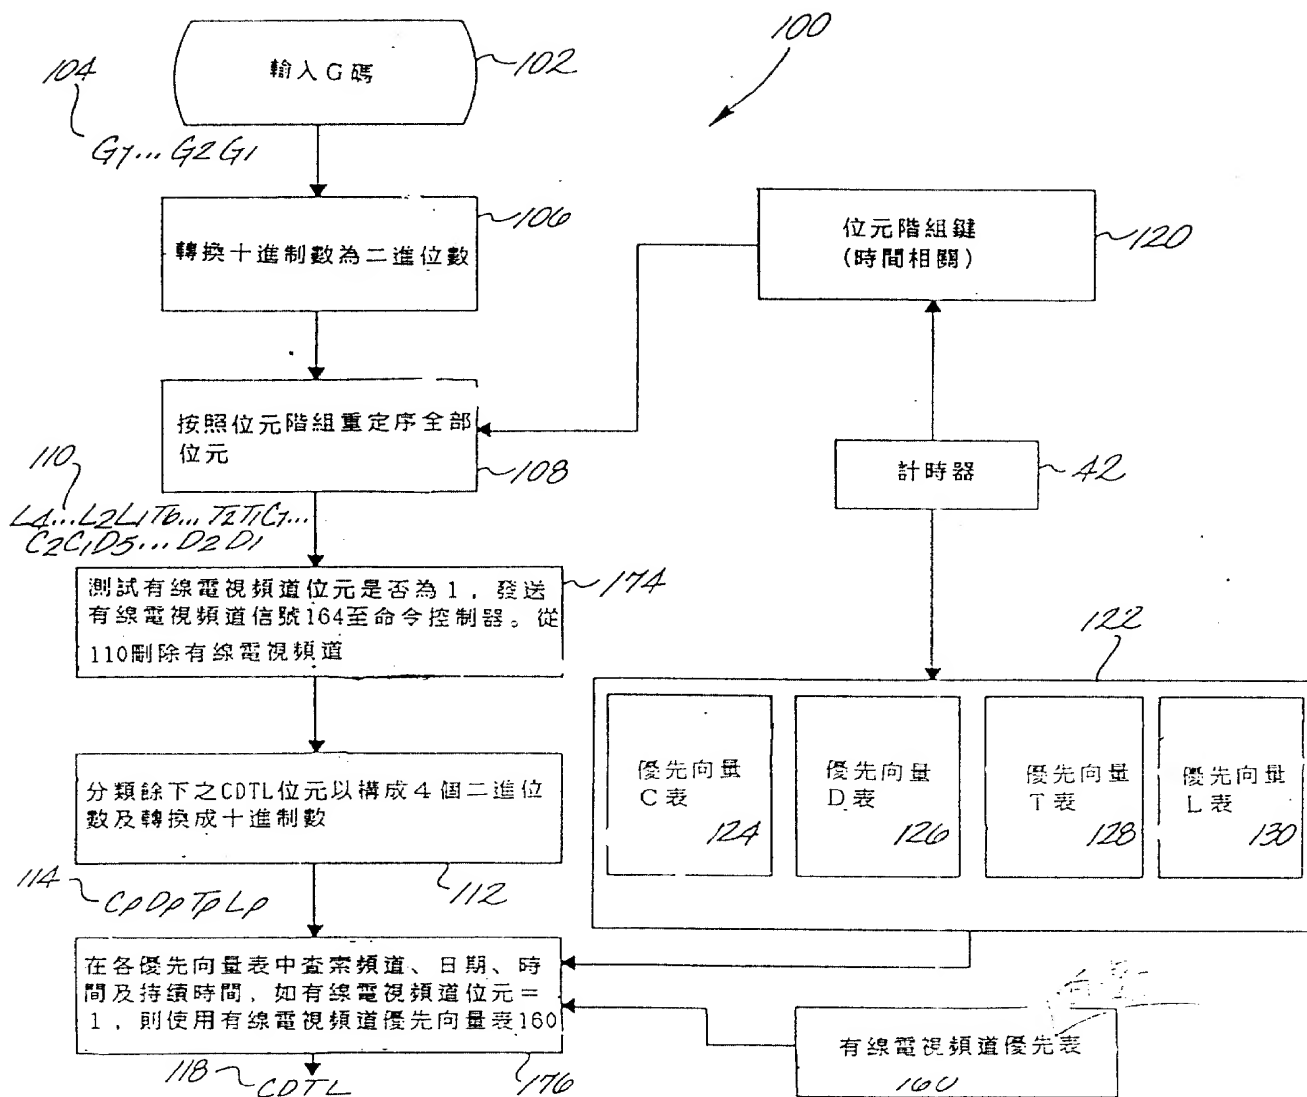 100
輸入G碼
102
104
G7...G2G1
轉換十進制數為二進位數
106
位元階組鍵
(時間相關)
120
按照位元階組重定序全部
位元
108
計時器
42
110
L4...L2L1T6...T2T1C7...
C2C1D5...D2D1
測試有線電視頻道位元是否為1，發送
有線電視頻道信號164至命令控制器。從
110刪除有線電視頻道
174
122
優先向量
C表
124
優先向量
D表
126
優先向量
T表
128
優先向量
L表
130
分類餘下之CDTL位元以構成4個二進位
數及轉換成十進制數
112
114
CpDpTpLp
在各優先向量表中查索頻道、日期、時
間及持續時間，如有線電視頻道位元＝
1，則使用有線電視頻道優先向量表160
176
有線電視頻道優先表
160
118
CDTL